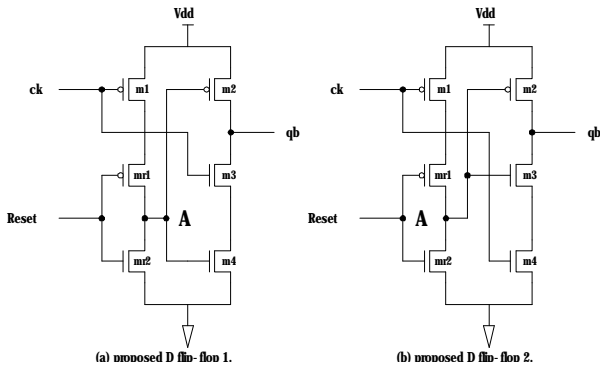 Vdd
m1
m2
ck
qb
mr1
m3
Reset
A
mr2
m4
(a) proposed D flip-flop 1.
Vdd
m1
m2
ck
qb
mr1
m3
Reset
A
mr2
m4
(b) proposed D flip-flop 2.